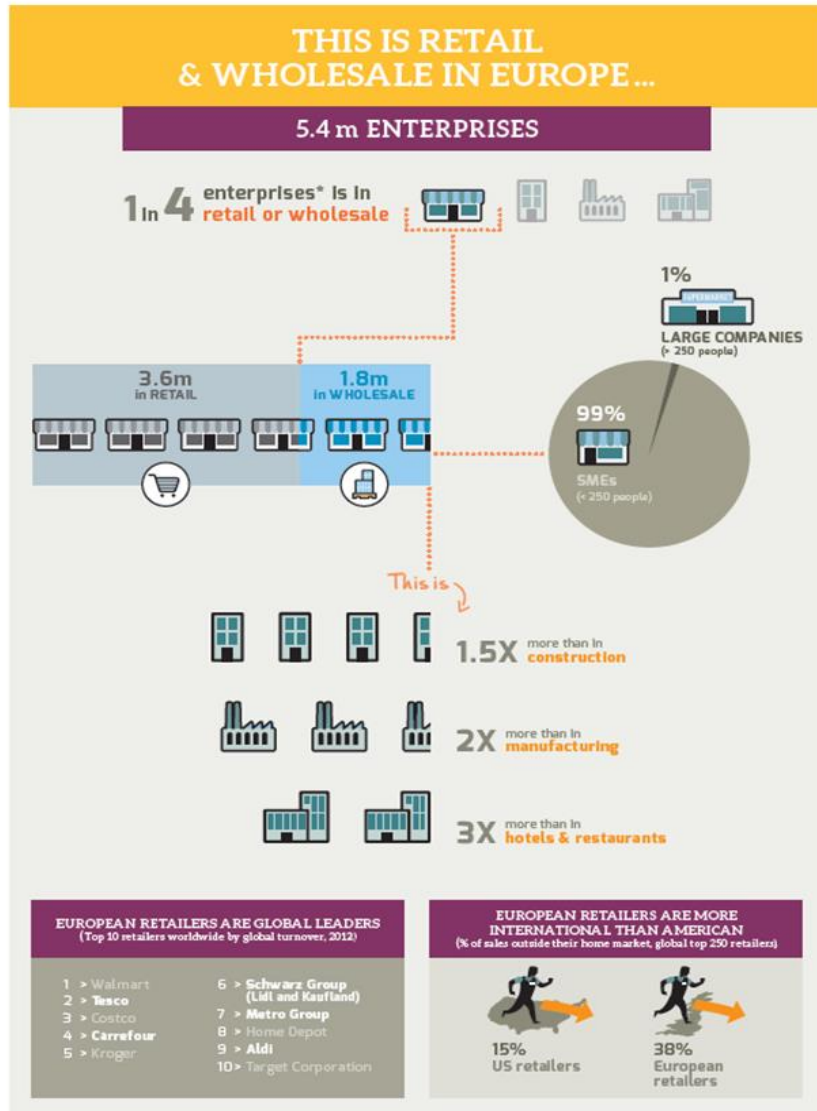 THIS IS RETAIL
& WHOLESALE IN EUROPE...
5.4 m ENTERPRISES
1 in 4 enterprises* is in
retail or wholesale
1%
SUPERMARKET
LARGE COMPANIES
(> 250 people)
3.6m
in RETAIL
1.8m
in WHOLESALE
99%
SMEs
(< 250 people)
This is
1.5X more than in
construction
2X more than in
manufacturing
3X more than in
hotels & restaurants
EUROPEAN RETAILERS ARE GLOBAL LEADERS
(Top 10 retailers worldwide by global turnover, 2012)
1 > Walmart
2 > Tesco
3 > Costco
4 > Carrefour
5 > Kroger
6 > Schwarz Group
(Lidl and Kaufland)
7 > Metro Group
8 > Home Depot
9 > Aldi
10 > Target Corporation
EUROPEAN RETAILERS ARE MORE
INTERNATIONAL THAN AMERICAN
(% of sales outside their home market, global top 250 retailers)
15%
US retailers
38%
European
retailers